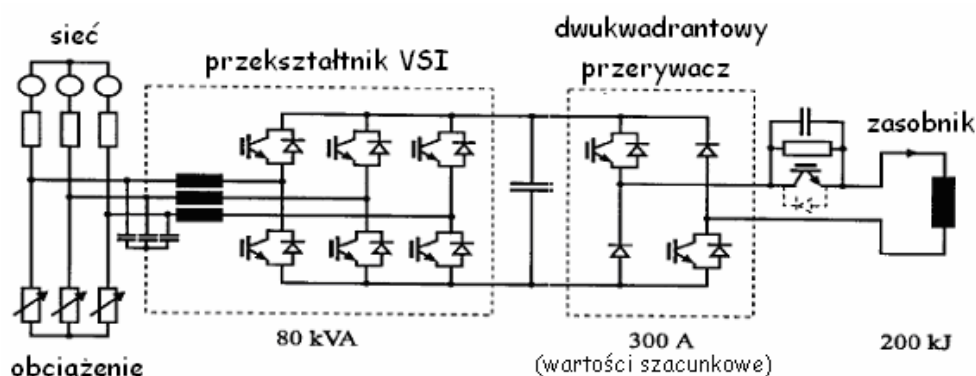 sieć
przekształtnik VSI
dwukwadrantowy
przerywacz
zasobnik
80 kVA
300 A
200 kJ
(wartości szacunkowe)
obciążenie